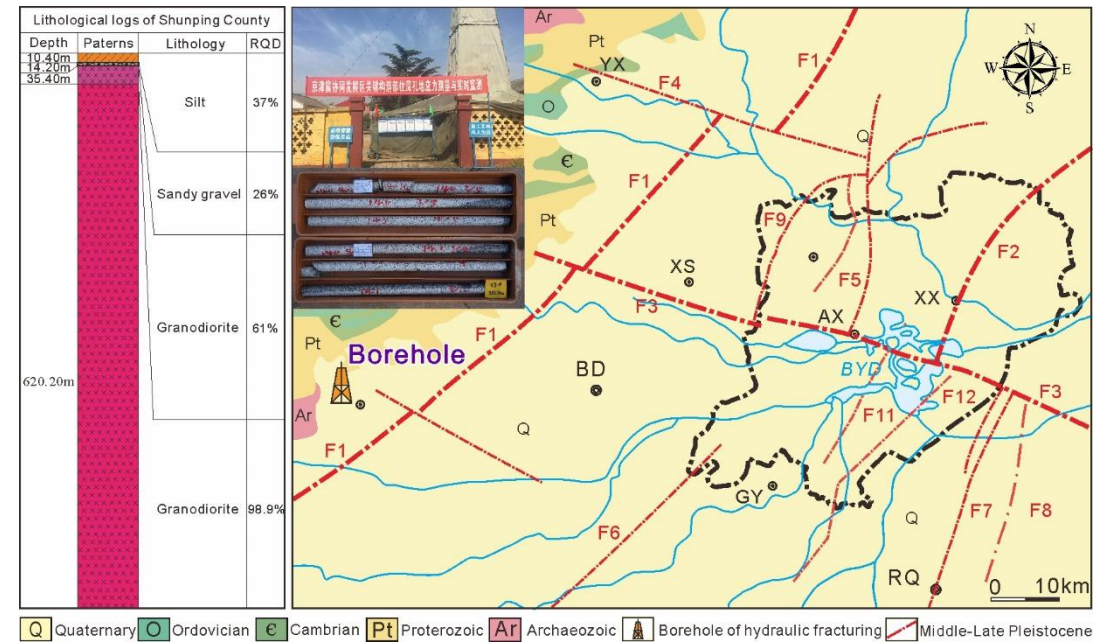 Lithological logs of Shunping County
Depth Paterns Lithology RQD
10.40m
14.20m
35.40m
Silt 37%
Sandy gravel 26%
Granodiorite 61%
620.20m
Granodiorite 98.9%
Ar
Pt
YX
F4
F1
N
W E
S
O
Q
Є
F1
Pt
F9
F2
XS
F5
XX
F3
AX
Є
F1
Pt
Borehole
BYD
BD
F12
F3
F11
Ar
Q
F1
GY
F6
Q
F7
F8
RQ
0 10km
Q Quaternary O Ordovician Є Cambrian Pt Proterozoic Ar Archaeozoic Borehole of hydraulic fracturing Middle-Late Pleistocene